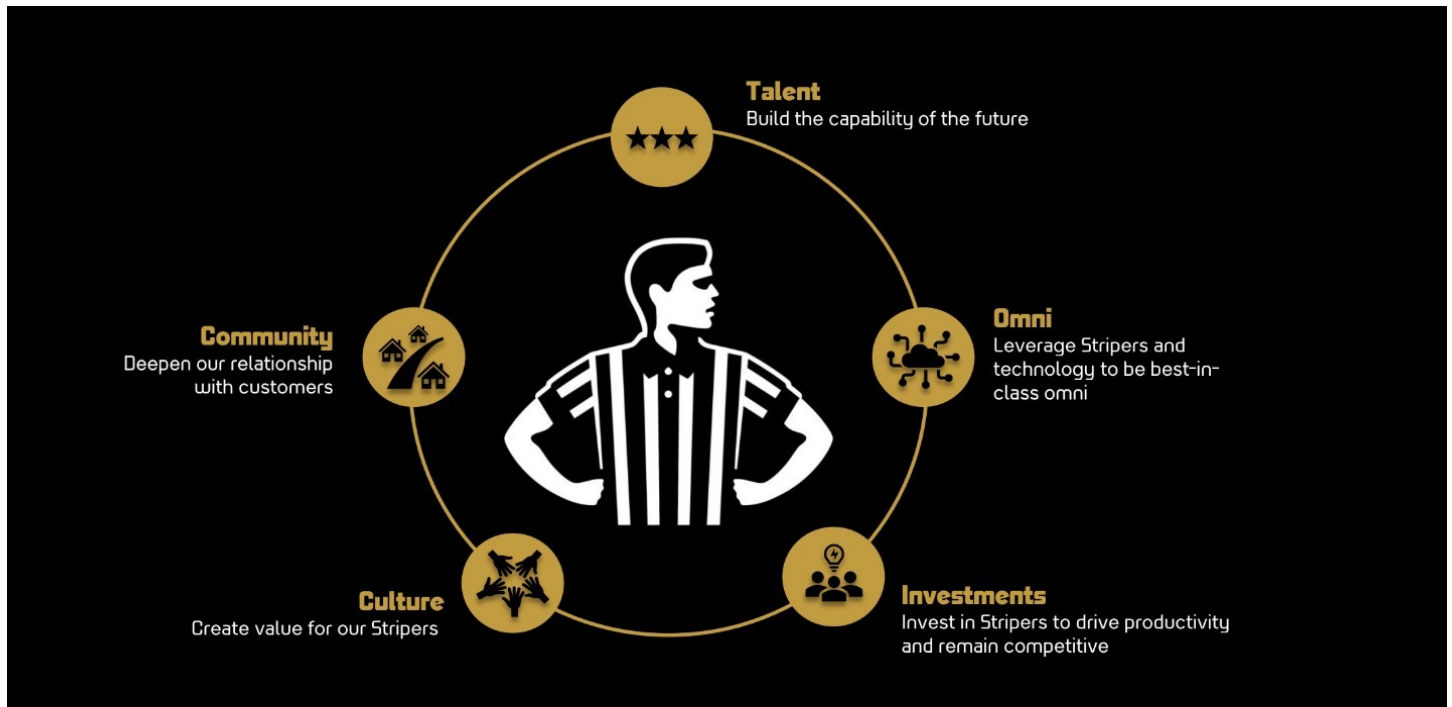 Talent
Build the capability of the future
Omni
Leverage Stripers and
technology to be best-in-
class omni
Investments
Invest in Stripers to drive productivity
and remain competitive
Culture
Create value for our Stripers
Community
Deepen our relationship
with customers